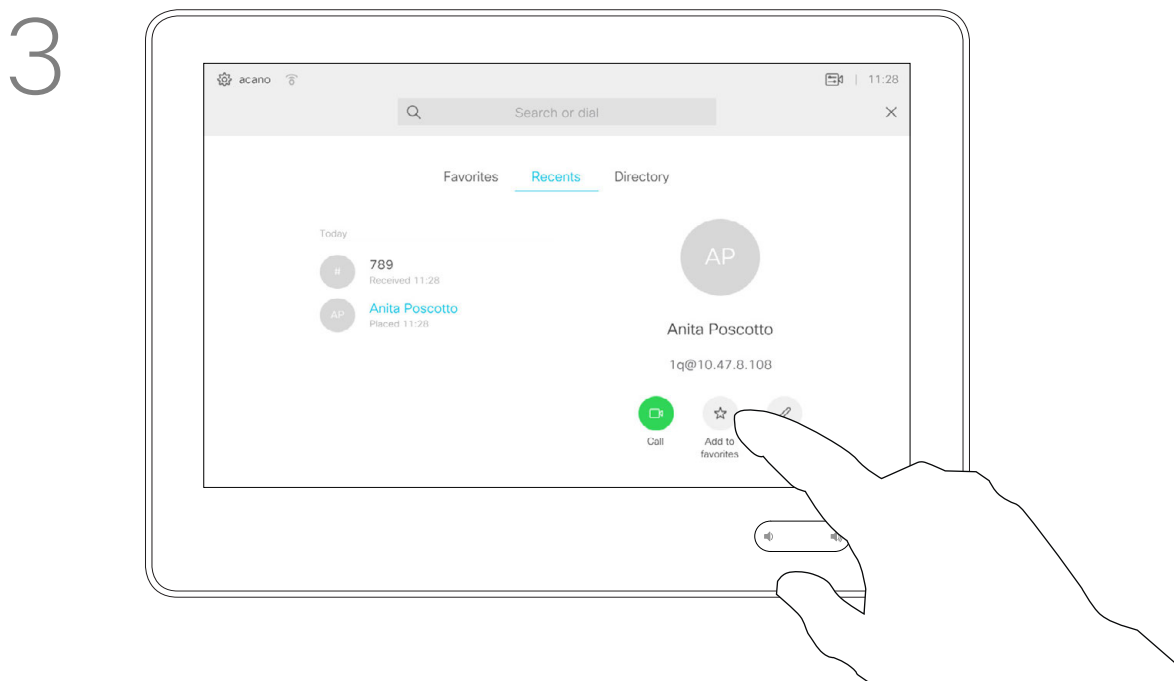 3
acano
11:28
Search or dial
Favorites Recents Directory
Today
#
789
Received 11:28
AP
Anita Poscotto
Placed 11:28
AP
Anita Poscotto
1q@10.47.8.108
Call
Add to
favorites